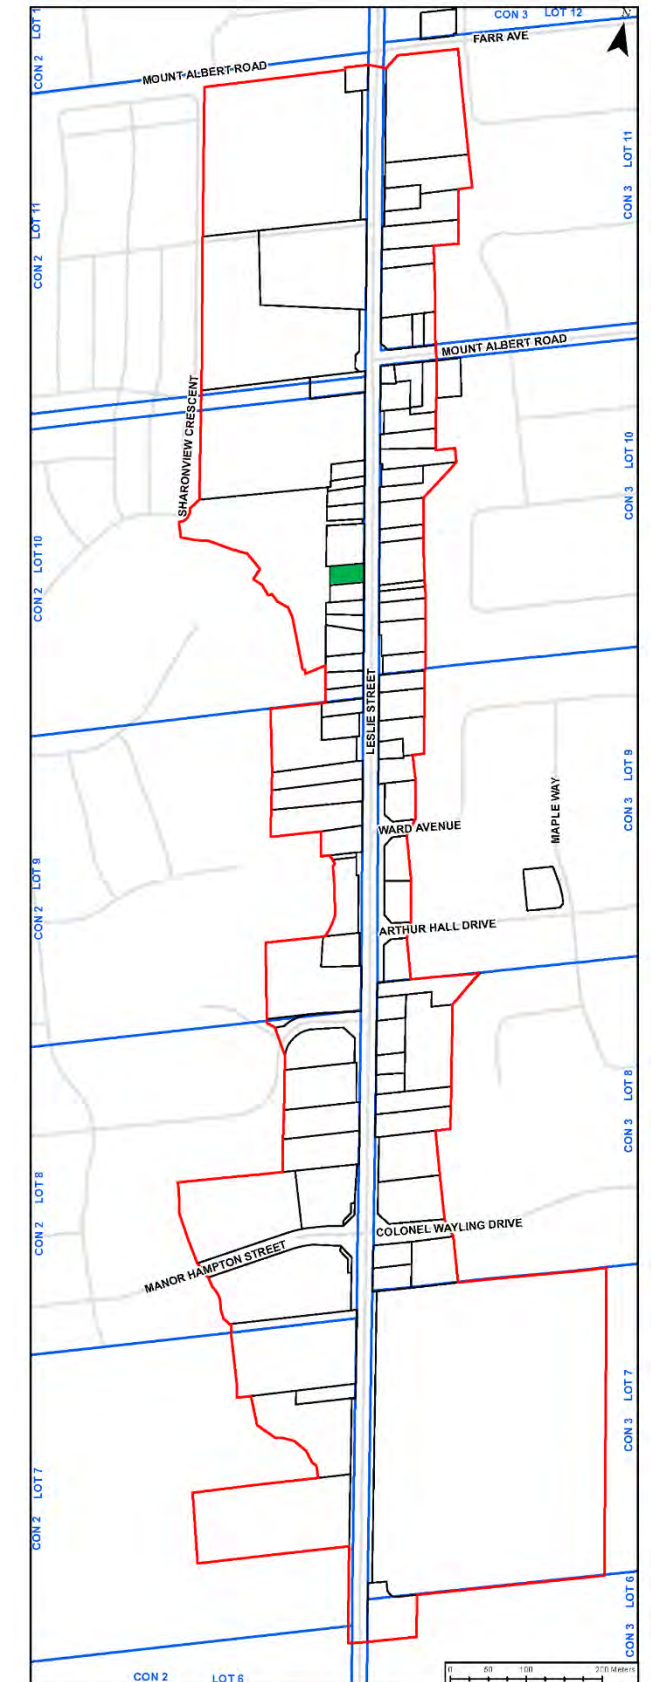 CON 3 LOT 12
N
FARR AVE
CON 2 LOT 1
MOUNT ALBERT ROAD
CON 3 LOT 11
CON 2 LOT 11
MOUNT ALBERT ROAD
SHARONVIEW CRESCENT
CON 3 LOT 10
CON 2 LOT 10
LESLIE STREET
CON 3 LOT 9
MAPLE WAY
WARD AVENUE
CON 2 LOT 9
ARTHUR HALL DRIVE
CON 3 LOT 8
CON 2 LOT 8
COLONEL WAYLING DRIVE
MANOR HAMPTON STREET
CON 3 LOT 7
CON 2 LOT 7
CON 3 LOT 6
CON 2 LOT 6
0 50 100 200 Meters